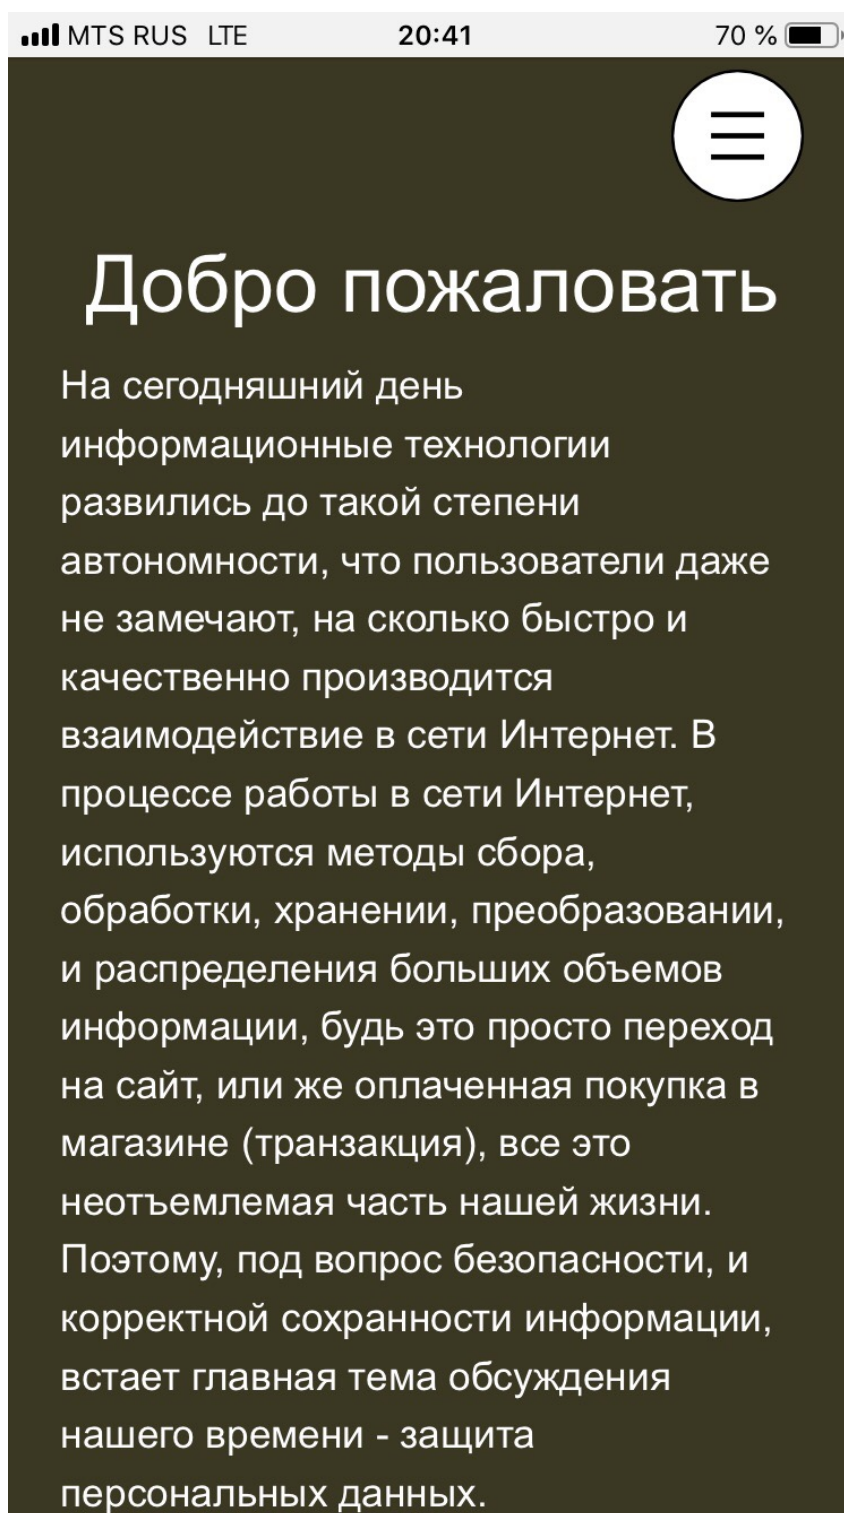 MTS RUS LTE 20:41 70 %
Добро пожаловать
На сегодняшний день
информационные технологии
развились до такой степени
автономности, что пользователи даже
не замечают, на сколько быстро и
качественно производится
взаимодействие в сети Интернет. В
процессе работы в сети Интернет,
используются методы сбора,
обработки, хранении, преобразовании,
и распределения больших объемов
информации, будь это просто переход
на сайт, или же оплаченная покупка в
магазине (транзакция), все это
неотъемлемая часть нашей жизни.
Поэтому, под вопрос безопасности, и
корректной сохранности информации,
встает главная тема обсуждения
нашего времени - защита
персональных данных.